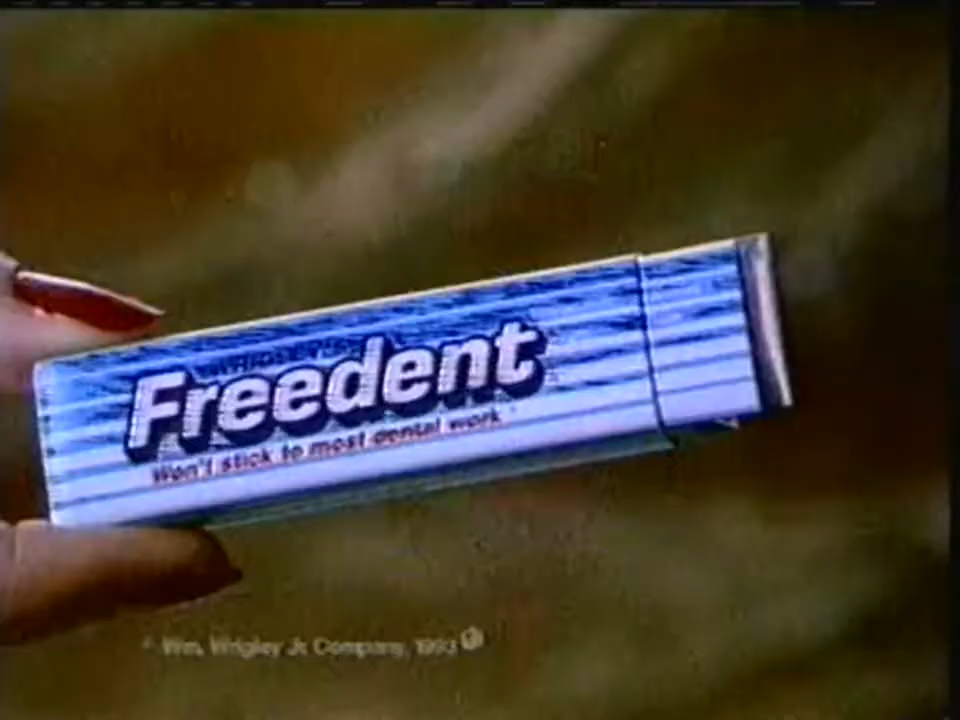 WRIGLEY'S
Freedent
Won't stick to most dental work
Wm. Wrigley Jr. Company, 1993